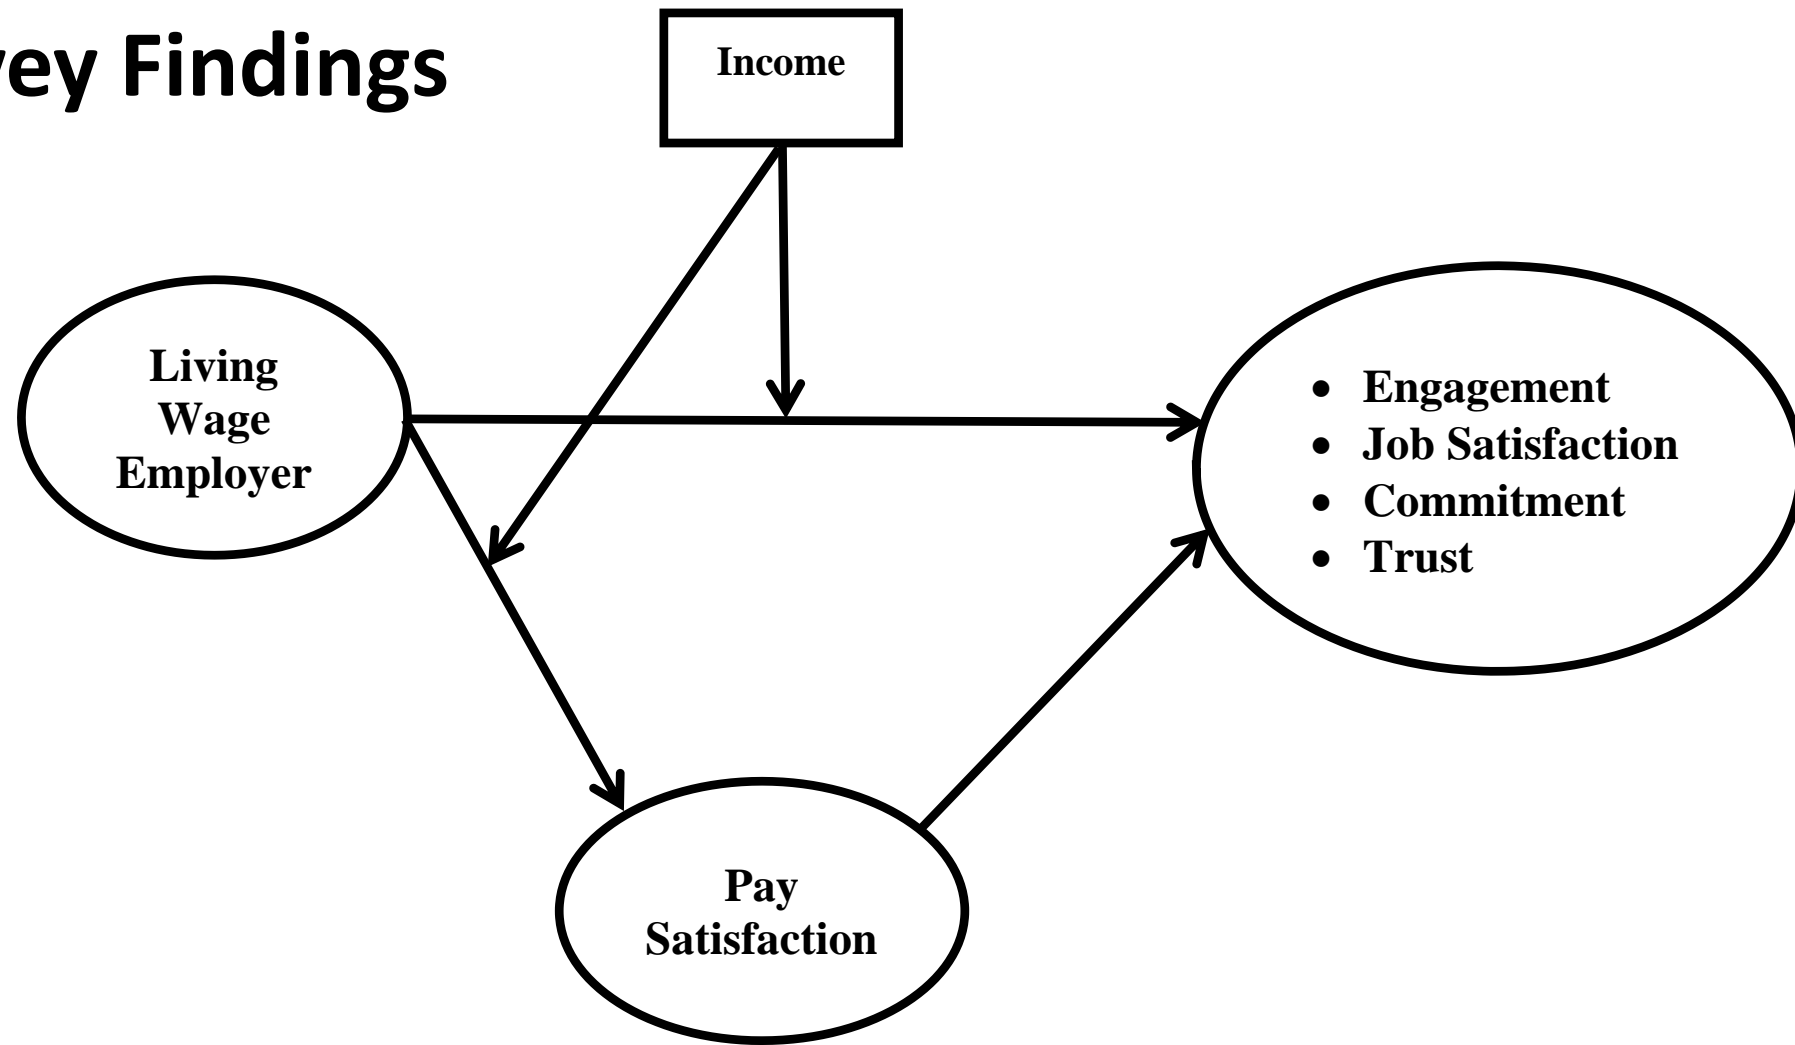 vey Findings
Income
Living
Wage
Employer
• Engagement
• Job Satisfaction
• Commitment
• Trust
Pay
Satisfaction